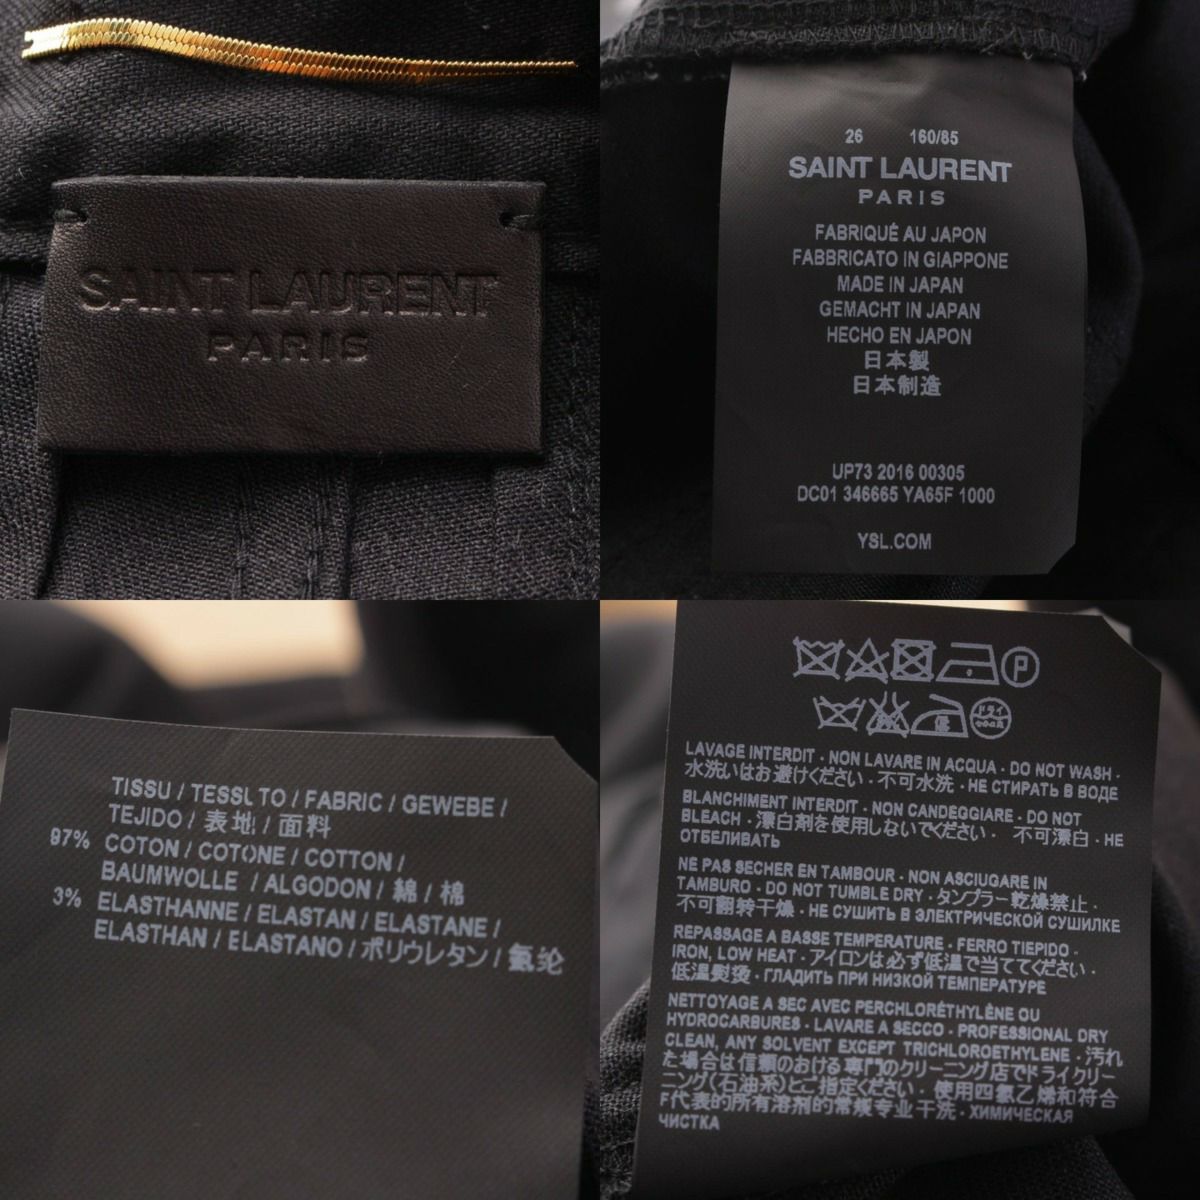 SAINT LAURENT
PARIS
26 160/85
SAINT LAURENT
PARIS
FABRIQUÉ AU JAPON
FABBRICATO IN GIAPPONE
MADE IN JAPAN
GEMACHT IN JAPAN
HECHO EN JAPON
日本製
日本制造
UP73 2016 00305
DC01 346665 YA65F 1000
YSL.COM
TISSU / TESSUTO / FABRIC / GEWEBE /
TEJIDO / 表地 / 面料
97% COTON / COTONE / COTTON /
BAUMWOLLE / ALGODON / 綿 / 棉
3% ELASTHANNE / ELASTAN / ELASTANE /
ELASTHAN / ELASTANO / ポリウレタン / 氨纶
P
ドライ
セキユ系
LAVAGE INTERDIT · NON LAVARE IN ACQUA · DO NOT WASH ·
水洗いはお避けください · 不可水洗 · НЕ СТИРАТЬ В ВОДЕ
BLANCHIMENT INTERDIT · NON CANDEGGIARE · DO NOT
BLEACH · 漂白剤を使用しないでください · 不可漂白 · НЕ
ОТБЕЛИВАТЬ
NE PAS SECHER EN TAMBOUR · NON ASCIUGARE IN
TAMBURO · DO NOT TUMBLE DRY · タンブラー乾燥禁止 ·
不可翻转干燥 · НЕ СУШИТЬ В ЭЛЕКТРИЧЕСКОЙ СУШИЛКЕ
REPASSAGE A BASSE TEMPERATURE · FERRO TIEPIDO ·
IRON, LOW HEAT · アイロンは必ず低温で当ててください ·
低温熨烫 · ГЛАДИТЬ ПРИ НИЗКОЙ ТЕМПЕРАТУРЕ
NETTOYAGE A SEC AVEC PERCHLORÉTHYLÈNE OU
HYDROCARBURES · LAVARE A SECCO · PROFESSIONAL DRY
CLEAN, ANY SOLVENT EXCEPT TRICHLOROETHYLENE · 汚れ
た場合は信頼のおける専門のクリーニング店でドライクリー
ニング(石油系)とご指定ください · 使用四氯乙烯和符合
F代表的所有溶剂的常规专业干洗 · ХИМИЧЕСКАЯ
ЧИСТКА